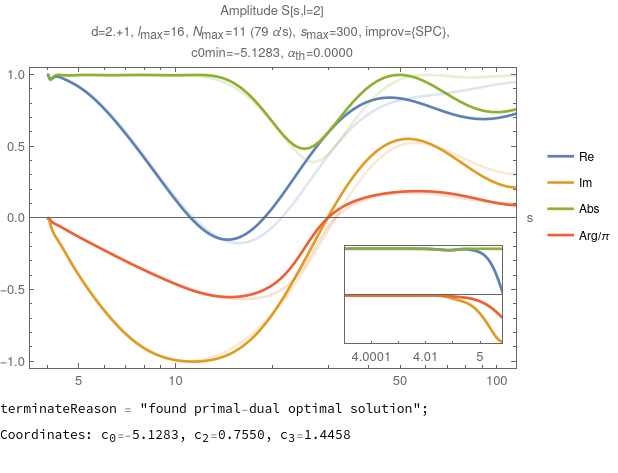 Amplitude S[s,l=2]
d=2.+1, lmax=16, Nmax=11 (79 α's), smax=300, improv={SPC},
c0min=-5.1283, αth=0.0000
1.0
0.5
0.0
-0.5
-1.0
5
10
50
100
s
4.0001
4.01
5
Re
Im
Abs
Arg/π
terminateReason = "found primal-dual optimal solution";
Coordinates: c0=-5.1283, c2=0.7550, c3=1.4458